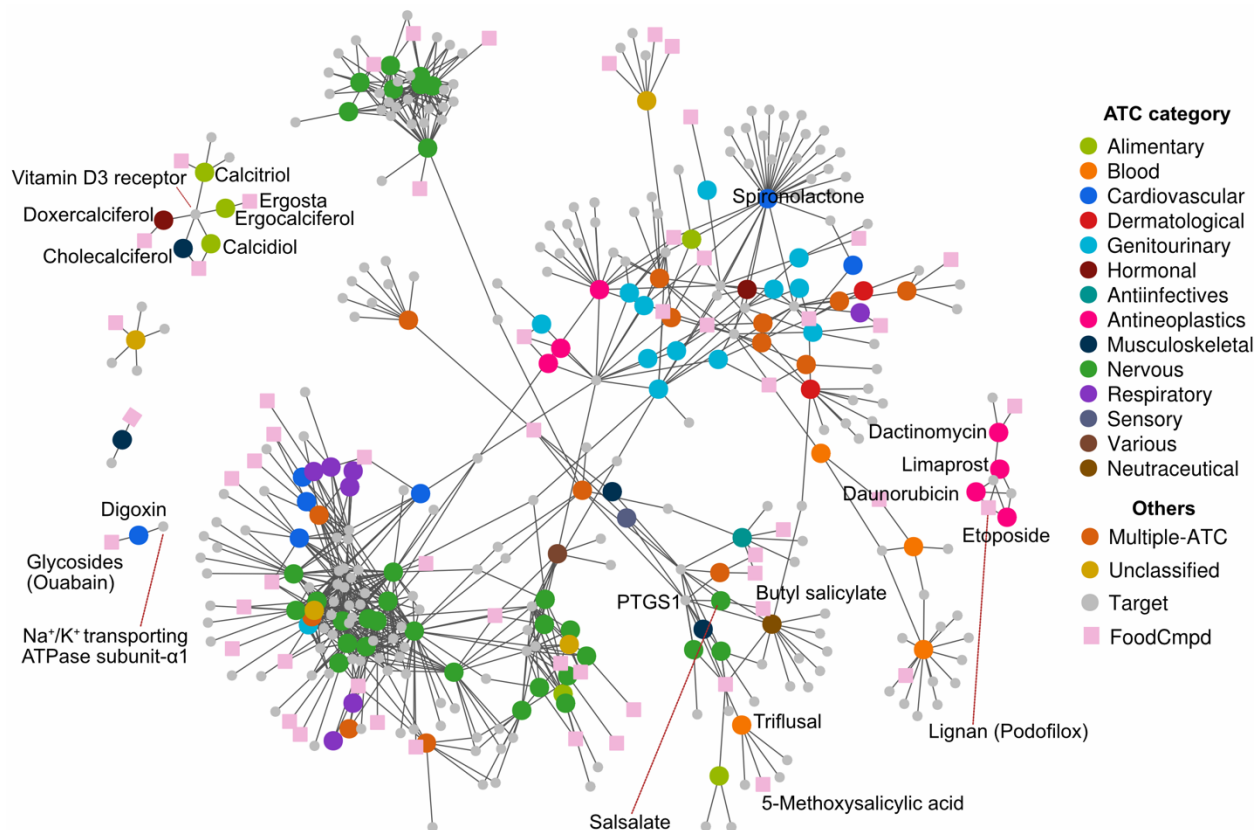 Vitamin D3 receptor
Calcitriol
Ergosta
Doxercalciferol
Ergocalciferol
Cholecalciferol
Calcidiol
Spironolactone
Digoxin
Glycosides
(Ouabain)
Na⁺/K⁺ transporting
ATPase subunit-α1
Dactinomycin
Limaprost
Daunorubicin
Etoposide
PTGS1
Butyl salicylate
Triflusal
5-Methoxysalicylic acid
Salsalate
Lignan (Podofilox)
ATC category
Alimentary
Blood
Cardiovascular
Dermatological
Genitourinary
Hormonal
Antiinfectives
Antineoplastics
Musculoskeletal
Nervous
Respiratory
Sensory
Various
Neutraceutical
Others
Multiple-ATC
Unclassified
Target
FoodCmpd